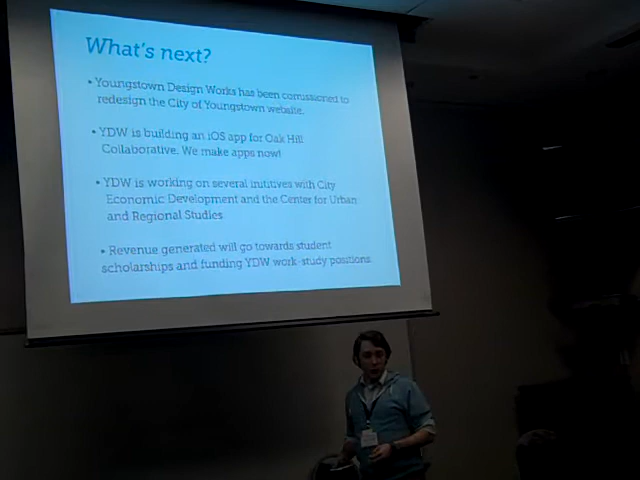 What's next?
• Youngstown Design Works has been comissioned to
redesign the City of Youngstown website.
• YDW is building an iOS app for Oak Hill
Collaborative. We make apps now!
• YDW is working on several inititives with City
Economic Development and the Center for Urban
and Regional Studies
• Revenue generated will go towards student
scholarships and funding YDW work-study positions.